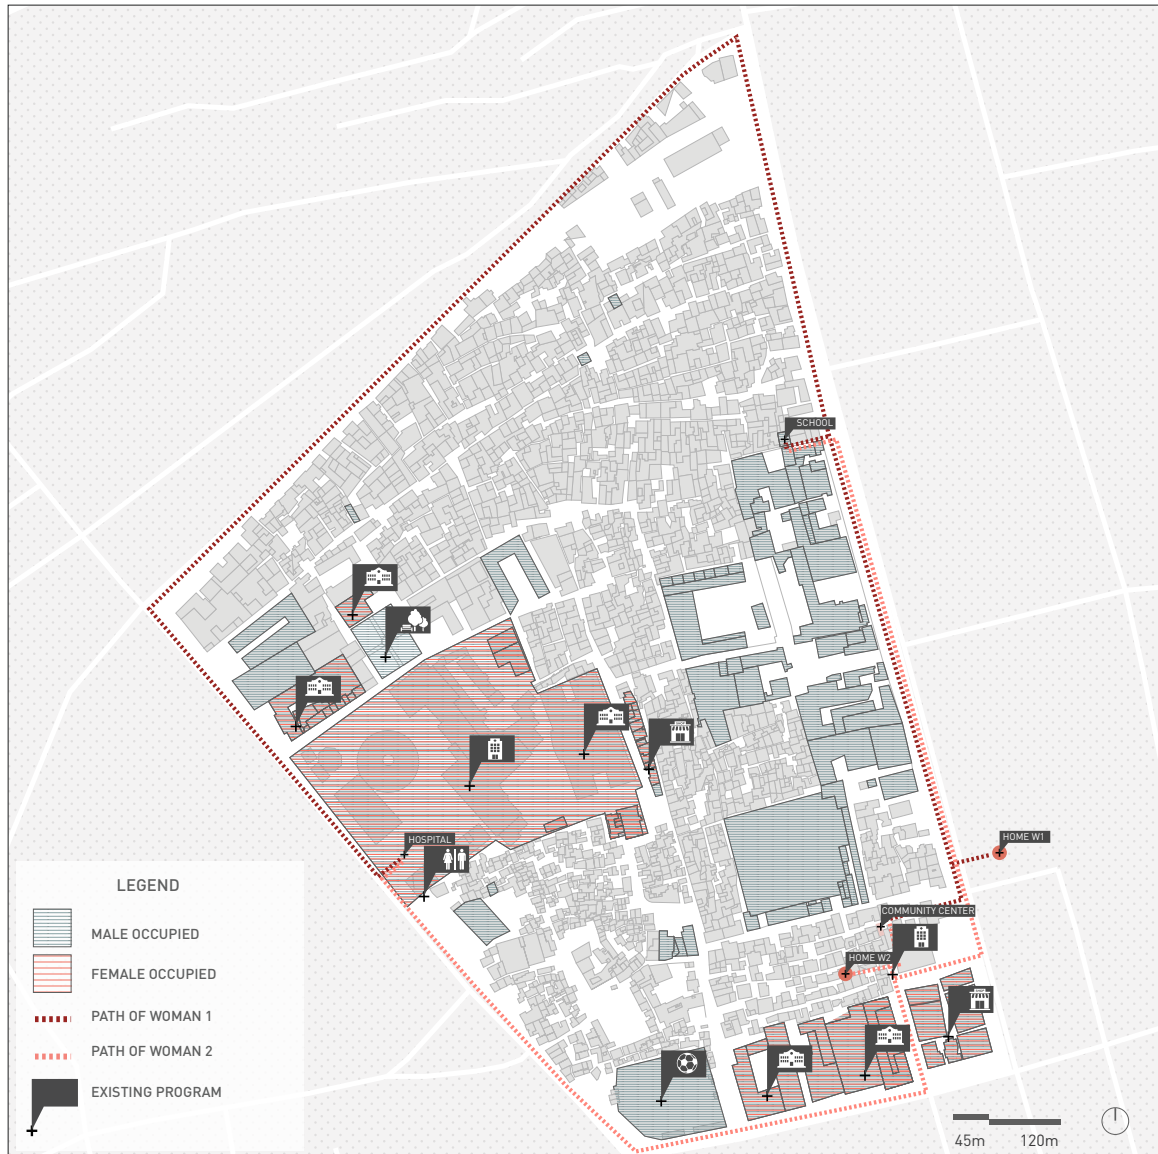 SCHOOL
HOSPITAL
HOME W1
COMMUNITY CENTER
HOME W2
LEGEND
MALE OCCUPIED
FEMALE OCCUPIED
PATH OF WOMAN 1
PATH OF WOMAN 2
EXISTING PROGRAM
45m 120m